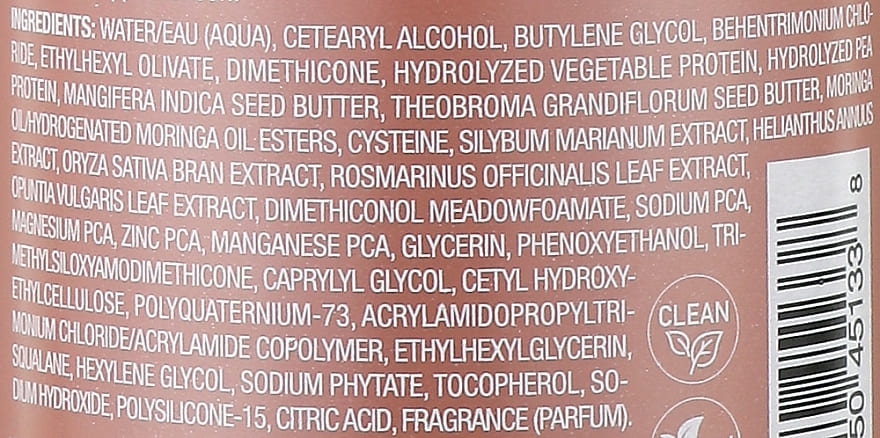 INGREDIENTS: WATER/EAU (AQUA), CETEARYL ALCOHOL, BUTYLENE GLYCOL, BEHENTRIMONIUM CHLO-
RIDE, ETHYLHEXYL OLIVATE, DIMETHICONE, HYDROLYZED VEGETABLE PROTEIN, HYDROLYZED PEA
PROTEIN, MANGIFERA INDICA SEED BUTTER, THEOBROMA GRANDIFLORUM SEED BUTTER, MORINGA
OIL/HYDROGENATED MORINGA OIL ESTERS, CYSTEINE, SILYBUM MARIANUM EXTRACT, HELIANTHUS ANNUUS
EXTRACT, ORYZA SATIVA BRAN EXTRACT, ROSMARINUS OFFICINALIS LEAF EXTRACT,
OPUNTIA VULGARIS LEAF EXTRACT, DIMETHICONOL MEADOWFOAMATE, SODIUM PCA,
MAGNESIUM PCA, ZINC PCA, MANGANESE PCA, GLYCERIN, PHENOXYETHANOL, TRI-
METHYLSILOXYAMODIMETHICONE, CAPRYLYL GLYCOL, CETYL HYDROXY-
ETHYLCELLULOSE, POLYQUATERNIUM-73, ACRYLAMIDOPROPYLTRI-
MONIUM CHLORIDE/ACRYLAMIDE COPOLYMER, ETHYLHEXYLGLYCERIN,
SQUALANE, HEXYLENE GLYCOL, SODIUM PHYTATE, TOCOPHEROL, SO-
DIUM HYDROXIDE, POLYSILICONE-15, CITRIC ACID, FRAGRANCE (PARFUM).
CLEAN
50 45133 8